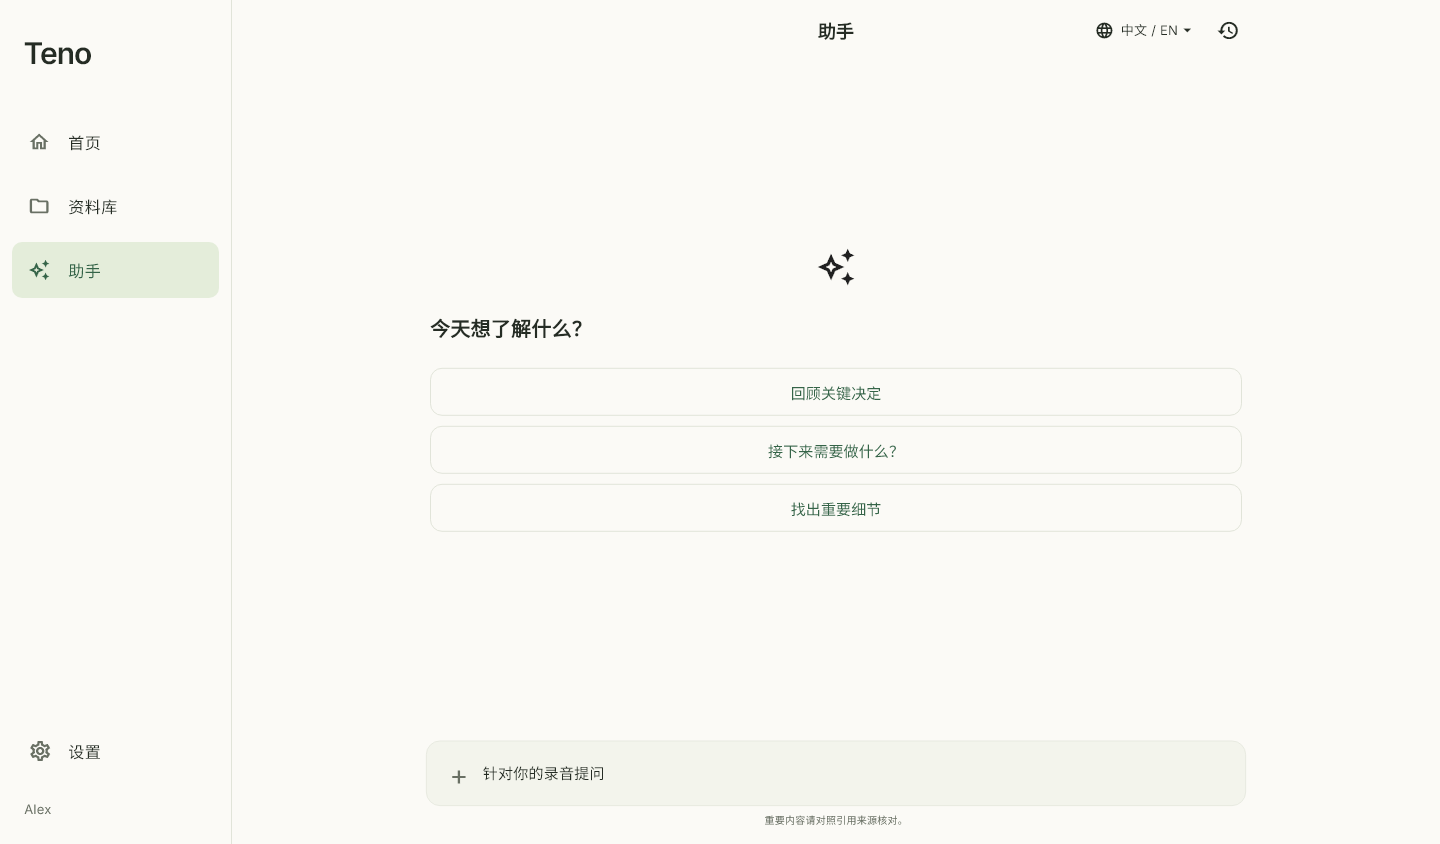 Teno
首页
资料库
助手
设置
Alex
助手
中文 / EN
今天想了解什么？
回顾关键决定
接下来需要做什么？
找出重要细节
针对你的录音提问
重要内容请对照引用来源核对。